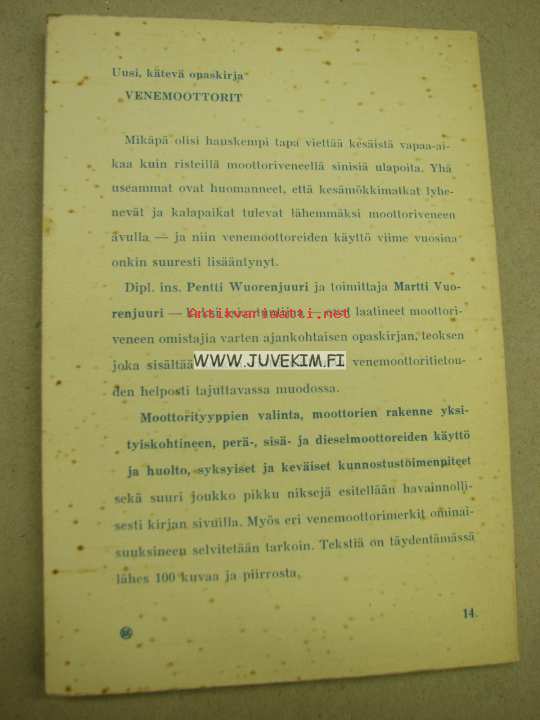 Uusi, kätevä opaskirja
VENEMOOTTORIT
Mikäpä olisi hauskempi tapa viettää kesäistä vapaa-ai-
kaa kuin risteillä moottoriveneellä sinisiä ulapoita. Yhä
useammat ovat huomanneet, että kesämökkimatkat lyhe-
nevät ja kalapaikat tulevat lähemmäksi moottoriveneen
avulla — ja niin venemoottoreiden käyttö viime vuosina
onkin suuresti lisääntynyt.
Dipl. ins. Pentti Wuorenjuuri ja toimittaja Martti Vuo-
renjuuri — laatineet moottori-
Antikvariaatti.net
veneen omistajia varten ajankohtaisen opaskirjan, teoksen
joka sisältää venemoottoritietou-
WWW.JUVEKIM.FI
den helposti tajuttavassa muodossa.
Moottorityyppien valinta, moottorien rakenne yksi-
tyiskohtineen, perä-, sisä- ja dieselmoottoreiden käyttö
ja huolto, syksyiset ja keväiset kunnostustoimenpiteet
sekä suuri joukko pikku niksejä esitellään havainnolli-
sesti kirjan sivuilla. Myös eri venemoottorimerkit ominai-
suuksineen selvitetään tarkoin. Tekstiä on täydentämässä
lähes 100 kuvaa ja piirrosta.
14.